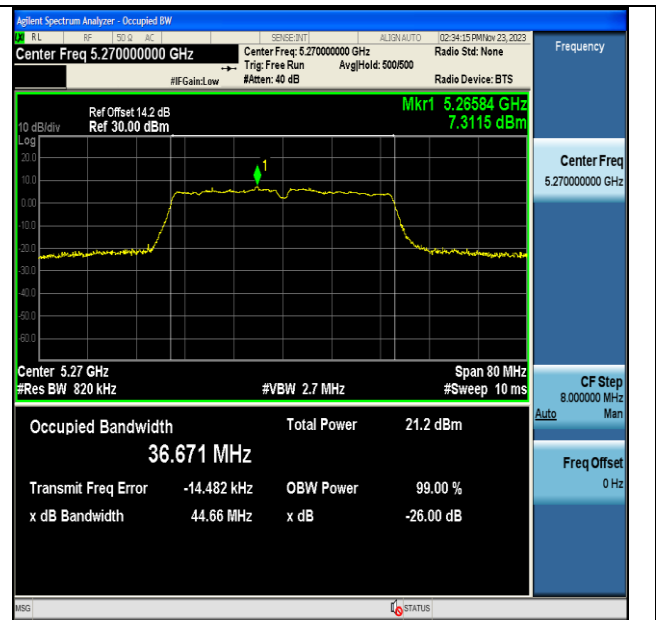 Agilent Spectrum Analyzer - Occupied BW
RL RF 50 Ω AC SENSE:INT ALIGN AUTO 02:34:15 PM Nov 23, 2023
Center Freq 5.270000000 GHz
Center Freq: 5.270000000 GHz
Radio Std: None
Trig: Free Run Avg|Hold: 500/500
#IFGain:Low #Atten: 40 dB Radio Device: BTS
Frequency
Ref Offset 14.2 dB
10 dB/div Ref 30.00 dBm
Mkr1 5.26584 GHz
7.3115 dBm
Log
20.0
10.0
0.00
-10.0
-20.0
-30.0
-40.0
-50.0
-60.0
1
Center 5.27 GHz Span 80 MHz
#Res BW 820 kHz #VBW 2.7 MHz #Sweep 10 ms
Occupied Bandwidth Total Power 21.2 dBm
36.671 MHz
Transmit Freq Error -14.482 kHz OBW Power 99.00 %
x dB Bandwidth 44.66 MHz x dB -26.00 dB
Center Freq
5.270000000 GHz
CF Step
8.000000 MHz
Auto Man
Freq Offset
0 Hz
MSG STATUS